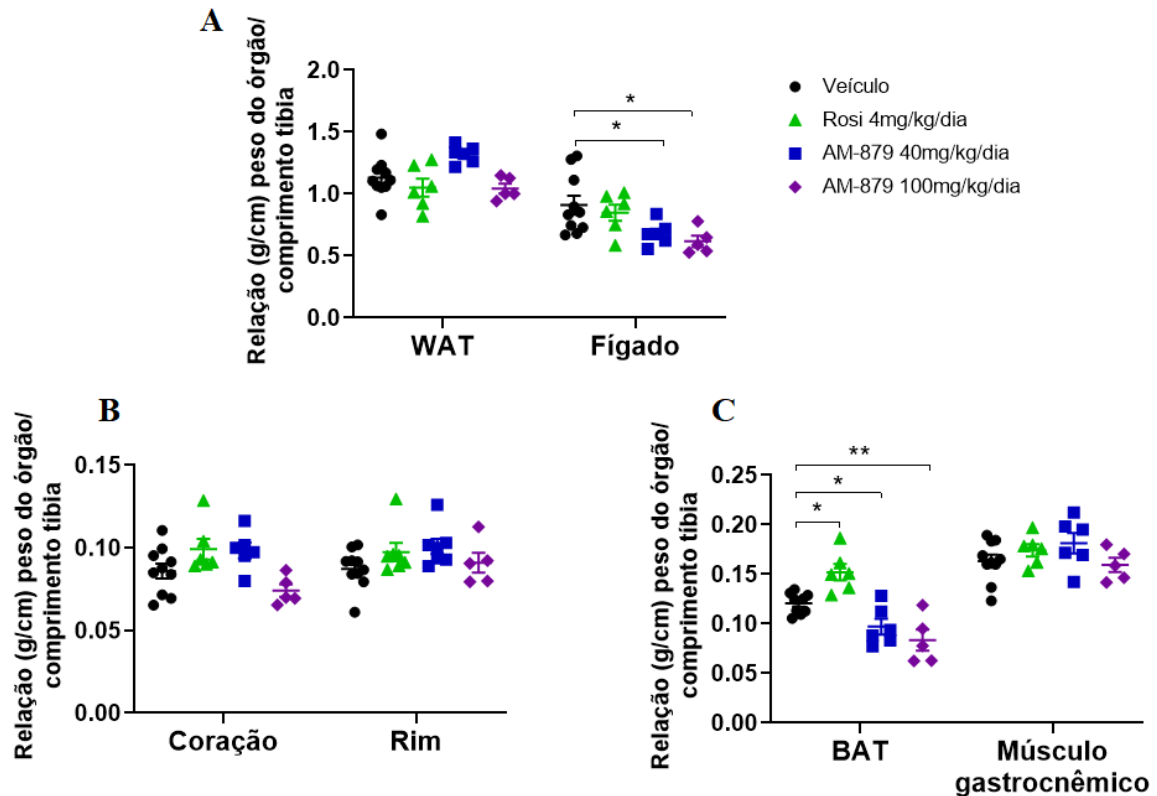 A
Relação (g/cm) peso do órgão/
comprimento tíbia
2.0
1.5
1.0
0.5
0.0
*
*
WAT
Fígado
Veículo
Rosi 4mg/kg/dia
AM-879 40mg/kg/dia
AM-879 100mg/kg/dia
B
Relação (g/cm) peso do órgão/
comprimento tíbia
0.15
0.10
0.05
0.00
Coração
Rim
C
Relação (g/cm) peso do órgão/
comprimento tíbia
0.25
0.20
0.15
0.10
0.05
0.00
**
*
*
BAT
Músculo
gastrocnêmico